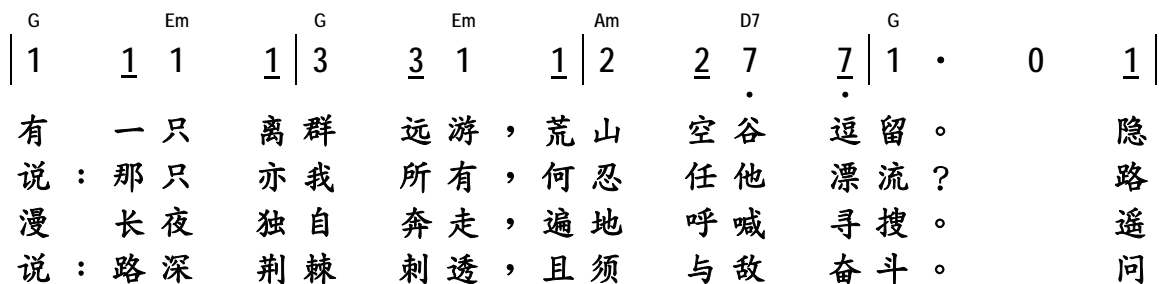 G Em G Em Am D7 G
| 1 1 1 1 | 3 3 1 1 | 2 2 7 7 | 1 · 0 1 |
有 一只 离群 远游，荒山 空谷 逗留。 隐
说：那只 亦我 所有，何忍 任他 漂流？ 路
漫 长夜 独自 奔走，遍地 呼喊 寻搜。 遥
说：路深 荆棘 刺透，且须 与敌 奋斗。 问